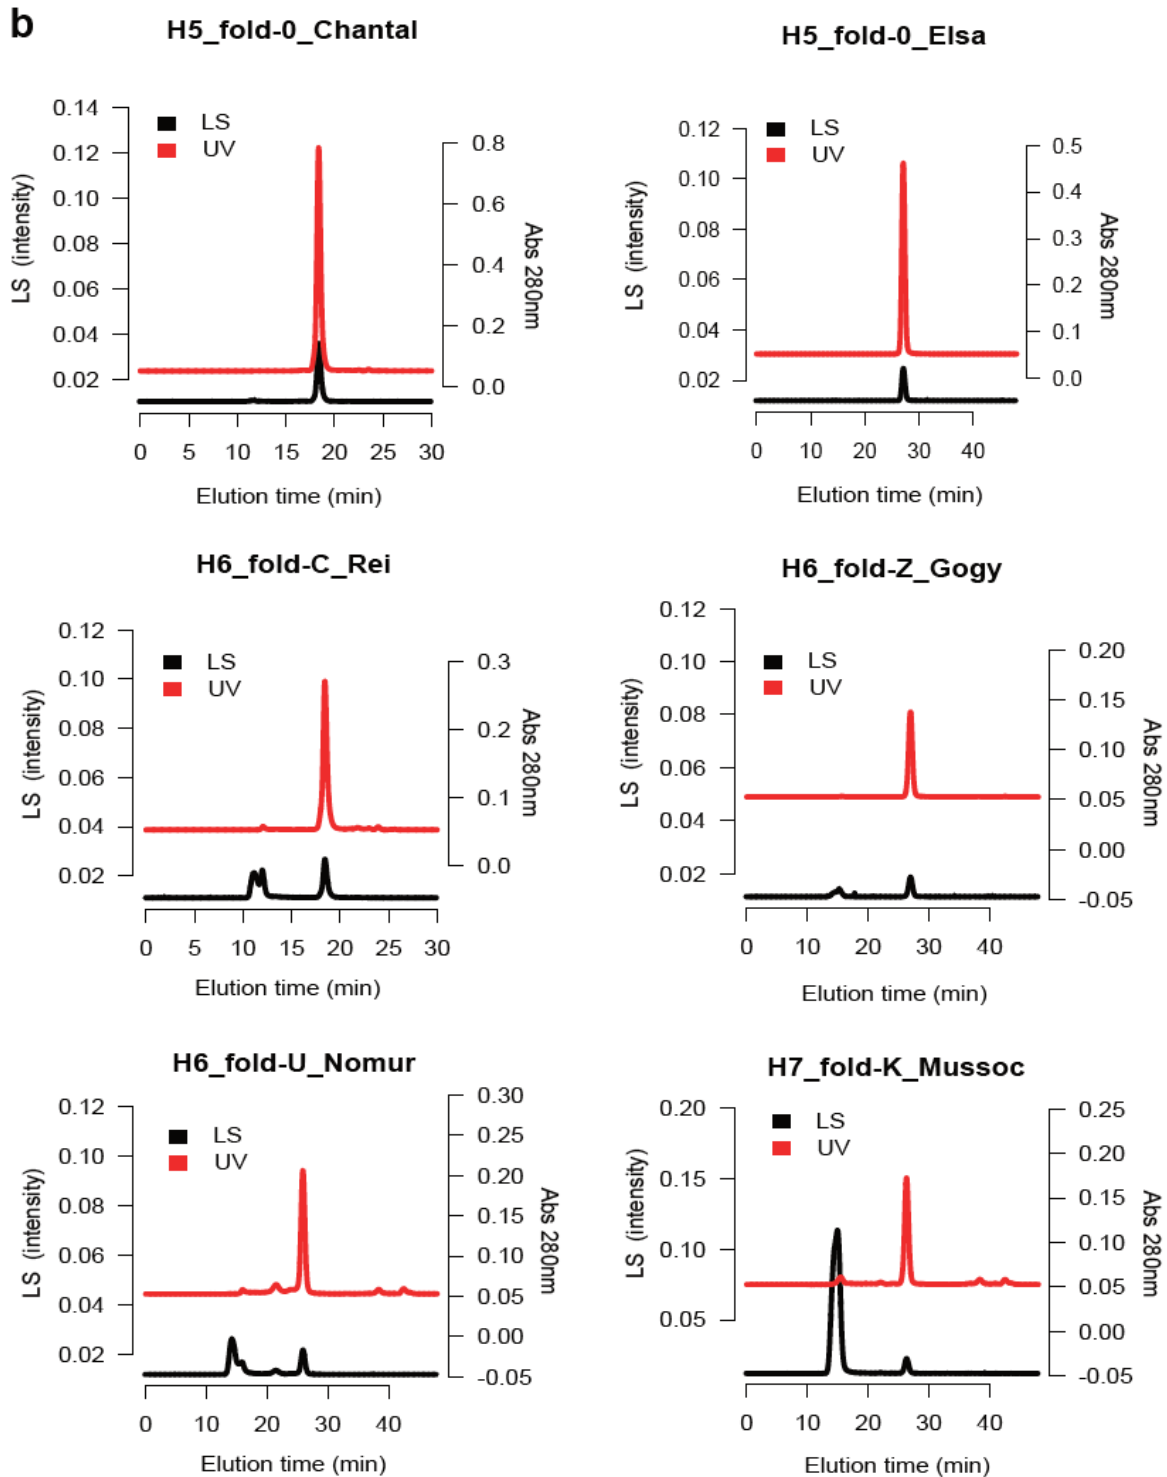 b
H5_fold-0_Chantal
LS
UV
0.14
0.12
0.10
0.08
0.06
0.04
0.02
LS (intensity)
0.8
0.6
0.4
0.2
0.0
Abs 280nm
0 5 10 15 20 25 30
Elution time (min)
H5_fold-0_Elsa
LS
UV
0.12
0.10
0.08
0.06
0.04
0.02
LS (intensity)
0.5
0.4
0.3
0.2
0.1
0.0
Abs 280nm
0 10 20 30 40
Elution time (min)
H6_fold-C_Rei
LS
UV
0.12
0.10
0.08
0.06
0.04
0.02
LS (intensity)
0.3
0.2
0.1
0.0
Abs 280nm
0 5 10 15 20 25 30
Elution time (min)
H6_fold-Z_Gogy
LS
UV
0.12
0.10
0.08
0.06
0.04
0.02
LS (intensity)
0.20
0.15
0.10
0.05
0.00
-0.05
Abs 280nm
0 10 20 30 40
Elution time (min)
H6_fold-U_Nomur
LS
UV
0.12
0.10
0.08
0.06
0.04
0.02
LS (intensity)
0.30
0.25
0.20
0.15
0.10
0.05
0.00
-0.05
Abs 280nm
0 10 20 30 40
Elution time (min)
H7_fold-K_Mussoc
LS
UV
0.20
0.15
0.10
0.05
LS (intensity)
0.25
0.20
0.15
0.10
0.05
0.00
-0.05
Abs 280nm
0 10 20 30 40
Elution time (min)